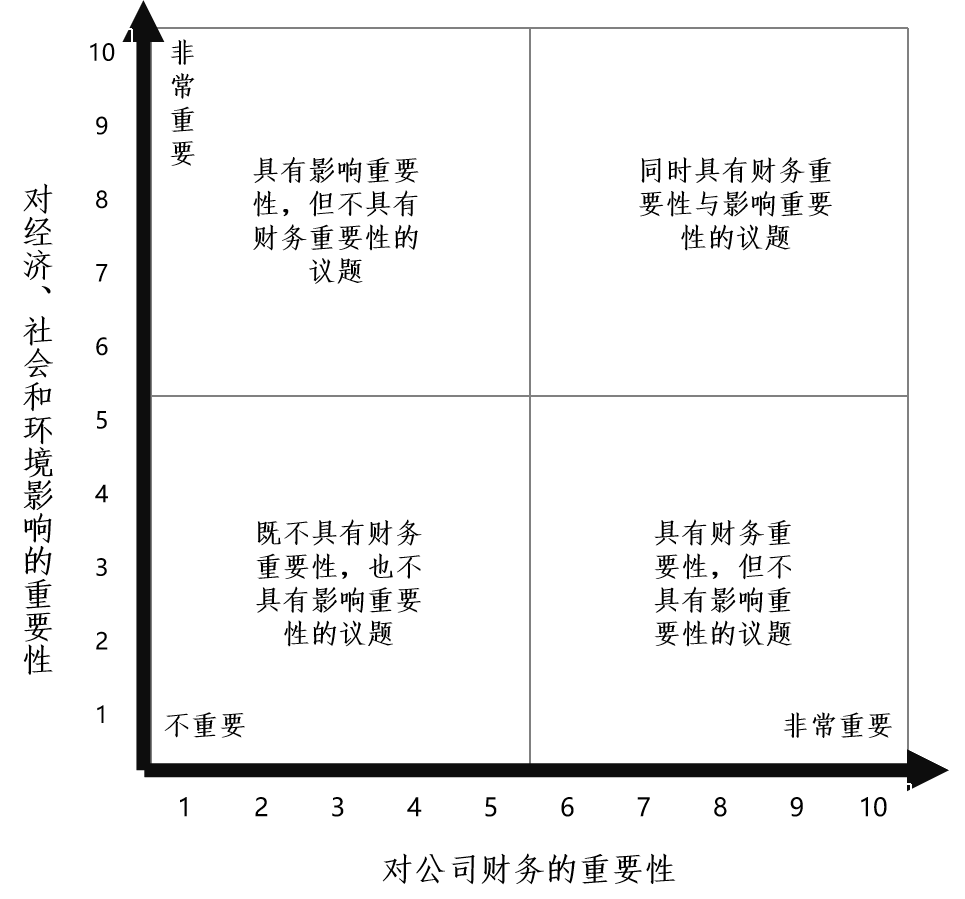 对经济、社会和环境影响的重要性
10
9
8
7
6
5
4
3
2
1
非常重要
具有影响重要
性，但不具有
财务重要性的
议题
同时具有财务重
要性与影响重要
性的议题
既不具有财务
重要性，也不
具有影响重要
性的议题
具有财务重
要性，但不
具有影响重
要性的议题
不重要
非常重要
1 2 3 4 5 6 7 8 9 10
对公司财务的重要性